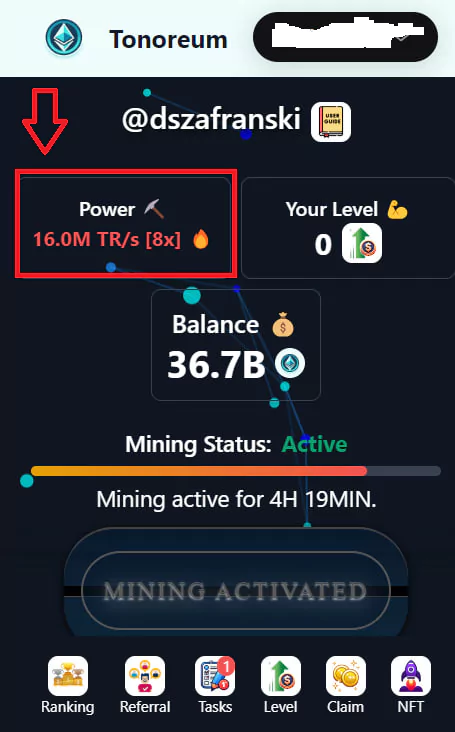 Tonoreum
@dszafranski
USER GUIDE
Power
16.0M TR/s [8x]
Your Level
0
Balance
36.7B
Mining Status: Active
Mining active for 4H 19MIN.
MINING ACTIVATED
1
Ranking Referral Tasks Level Claim NFT